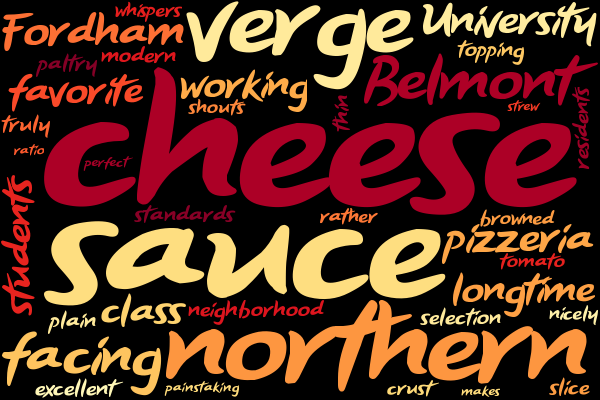 whispers
Fordham
verge
University
modern
topping
paltry
Belmont
favorite
working
shouts
thin
strew
residents
truly
cheese
ratio
perfect
students
standards
rather
browned
sauce
pizzeria
tomato
longtime
plain
class
neighborhood
selection
nicely
facing
northern
excellent
painstaking
crust
makes
slice